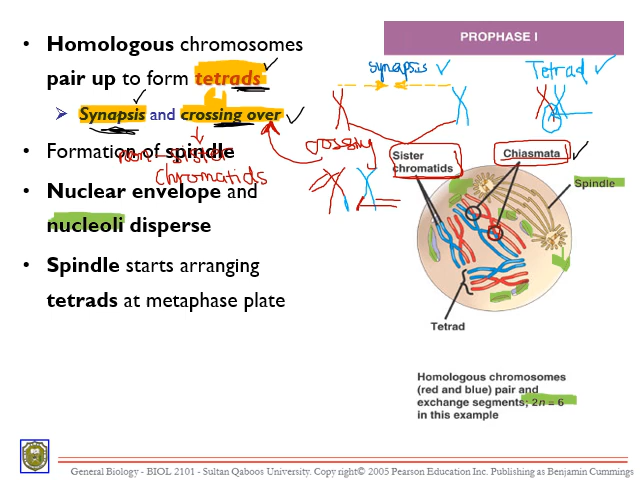 PROPHASE I
• Homologous chromosomes
pair up to form tetrads
➢ Synapsis and crossing over
non-sister
chromatids
• Formation of spindle
• Nuclear envelope and
nucleoli disperse
• Spindle starts arranging
tetrads at metaphase plate
synapsis
Tetrad
crossing
Sister
chromatids
Chiasmata
Spindle
Tetrad
Homologous chromosomes
(red and blue) pair and
exchange segments; 2n = 6
in this example
General Biology - BIOL 2101 - Sultan Qaboos University. Copy right© 2005 Pearson Education Inc. Publishing as Benjamin Cummings